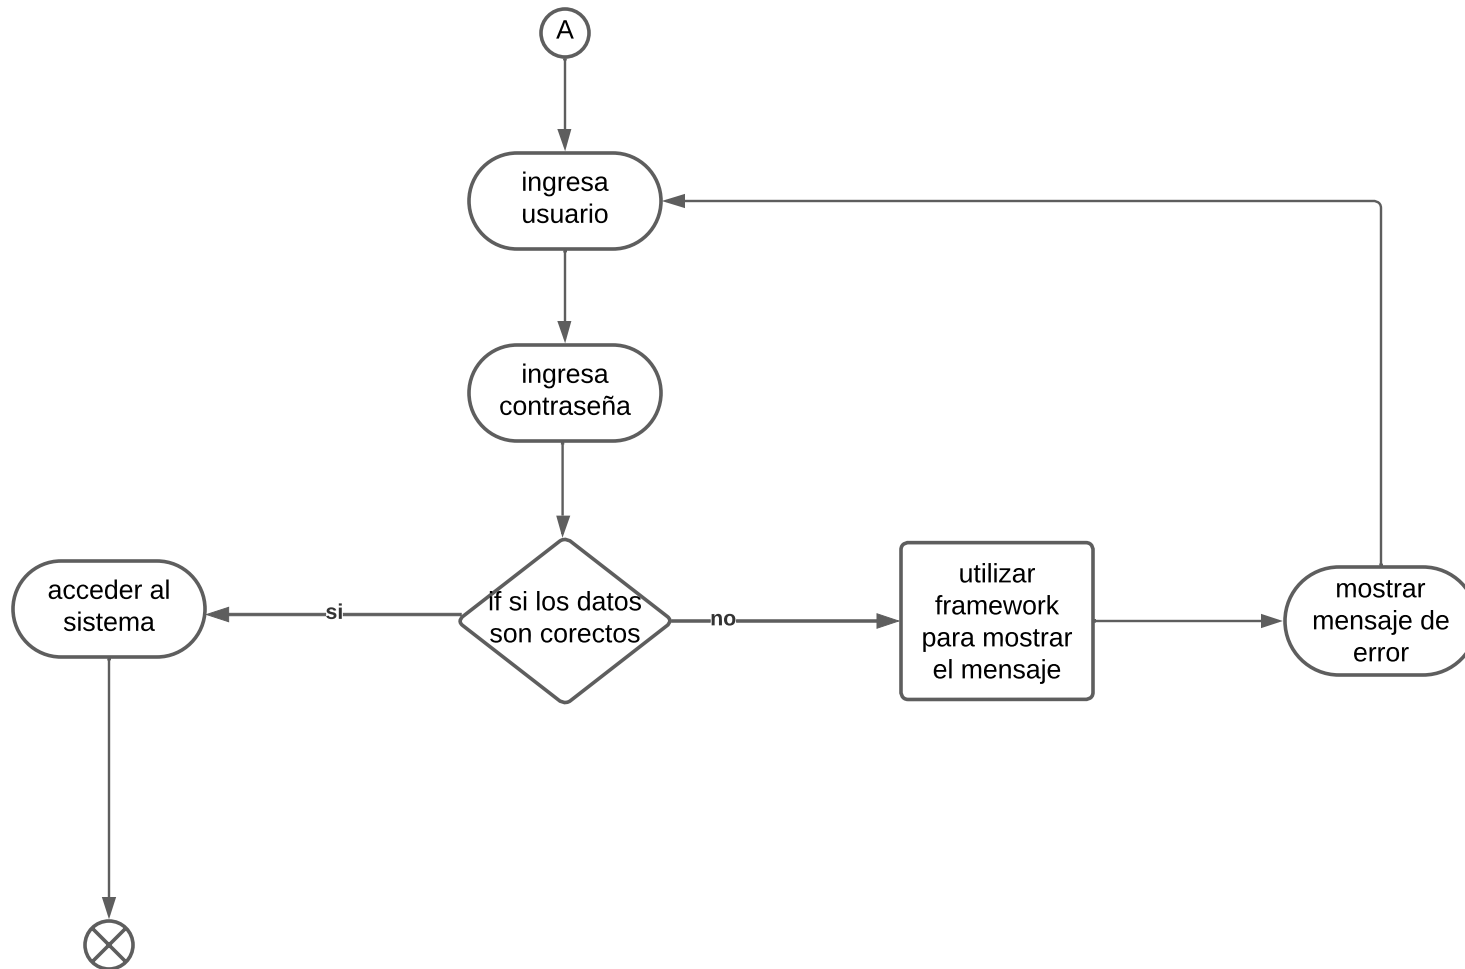 A
ingresa
usuario
ingresa
contraseña
acceder al
sistema
si
if si los datos
son corectos
no
utilizar
framework
para mostrar
el mensaje
mostrar
mensaje de
error